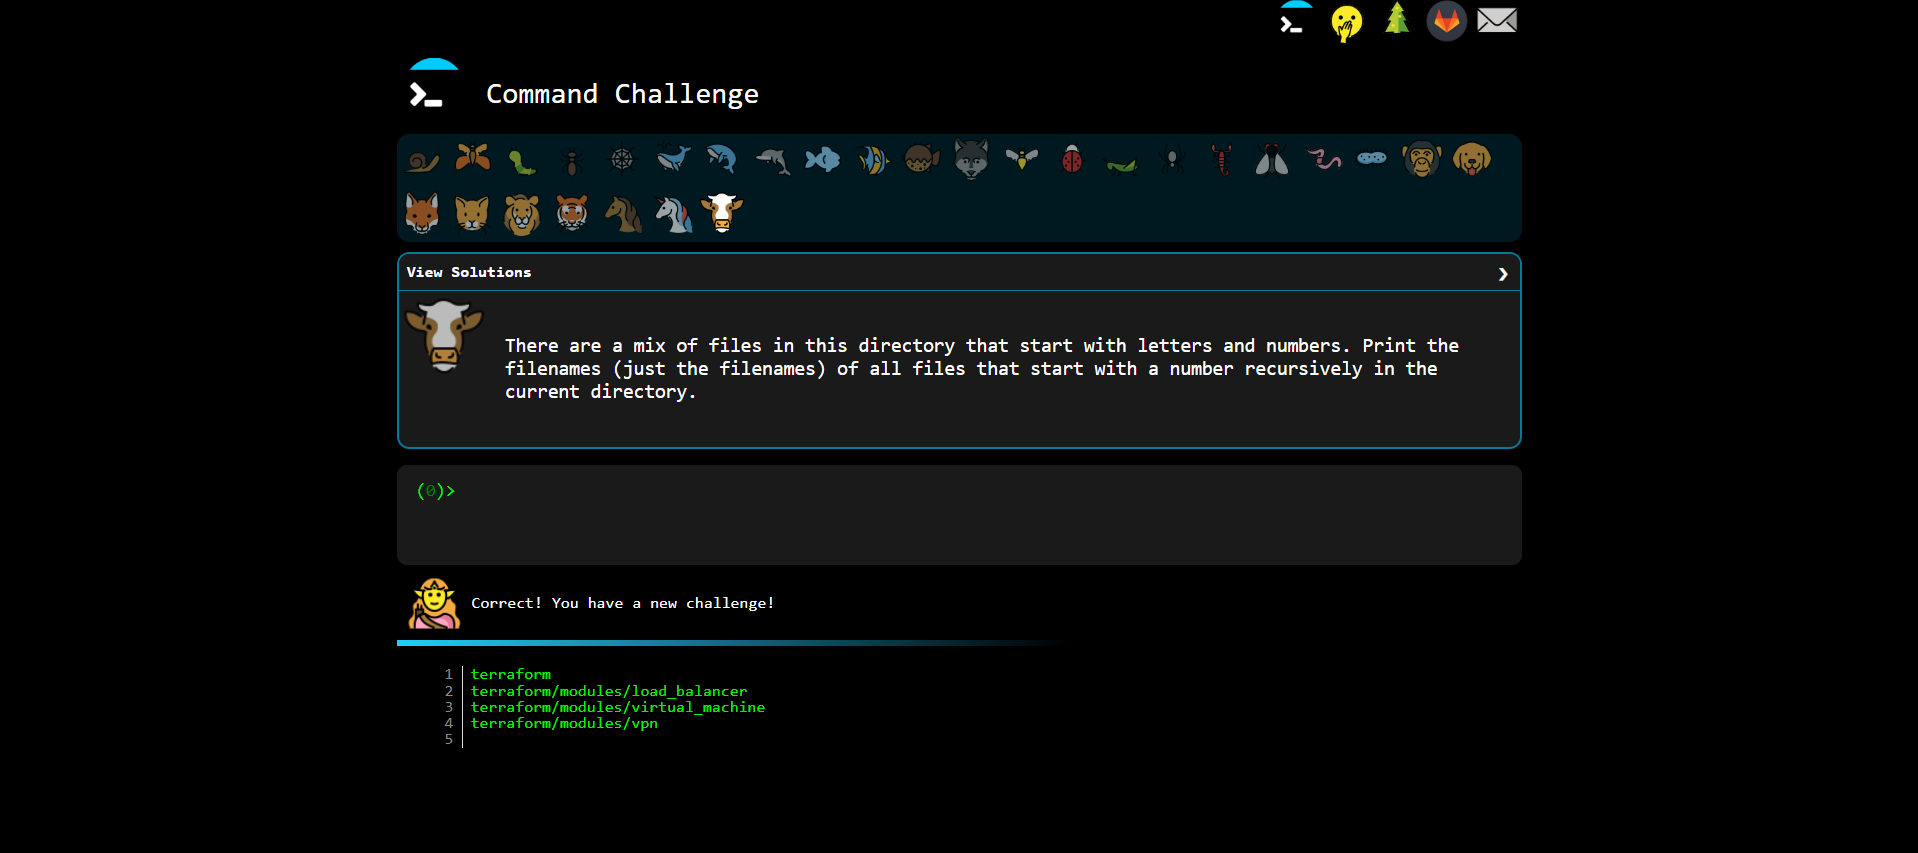 Command Challenge
View Solutions
There are a mix of files in this directory that start with letters and numbers. Print the
filenames (just the filenames) of all files that start with a number recursively in the
current directory.
(0)>
Correct! You have a new challenge!
1 terraform
2 terraform/modules/load_balancer
3 terraform/modules/virtual_machine
4 terraform/modules/vpn
5